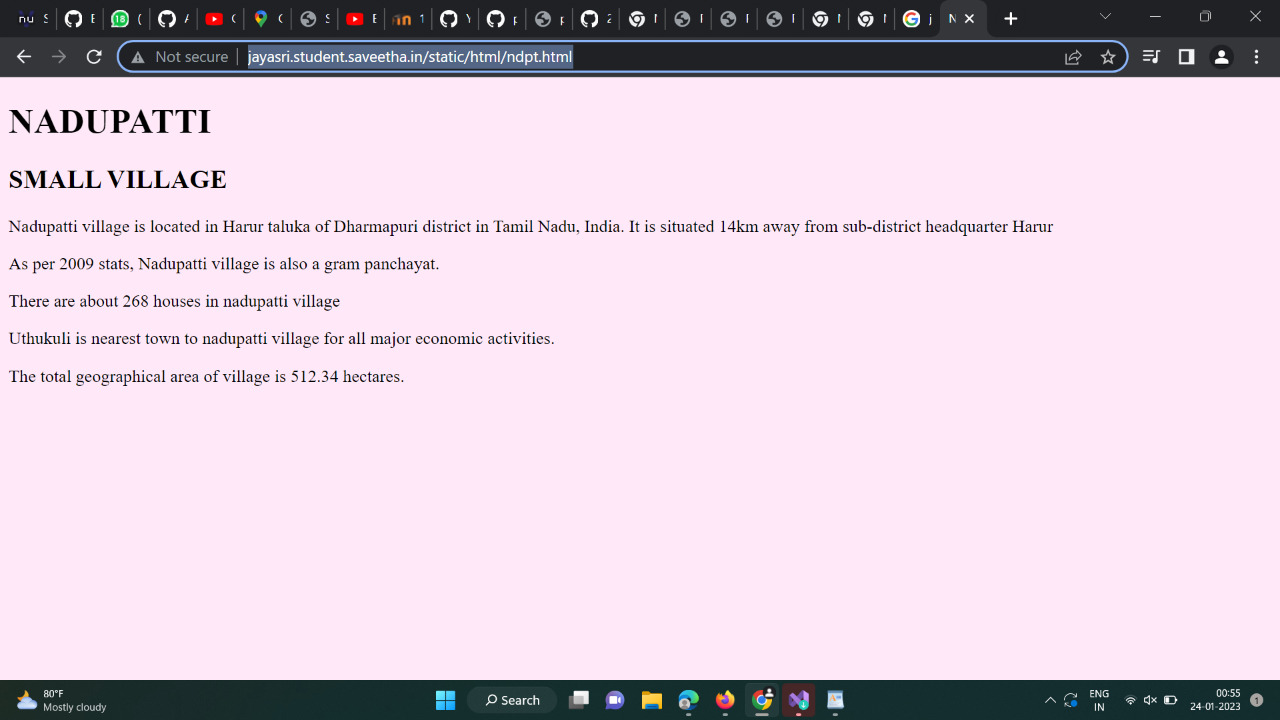 Not secure
jayasri.student.saveetha.in/static/html/ndpt.html
NADUPATTI
SMALL VILLAGE
Nadupatti village is located in Harur taluka of Dharmapuri district in Tamil Nadu, India. It is situated 14km away from sub-district headquarter Harur
As per 2009 stats, Nadupatti village is also a gram panchayat.
There are about 268 houses in nadupatti village
Uthukuli is nearest town to nadupatti village for all major economic activities.
The total geographical area of village is 512.34 hectares.
80°F
Mostly cloudy
Search
ENG
IN
00:55
24-01-2023
1